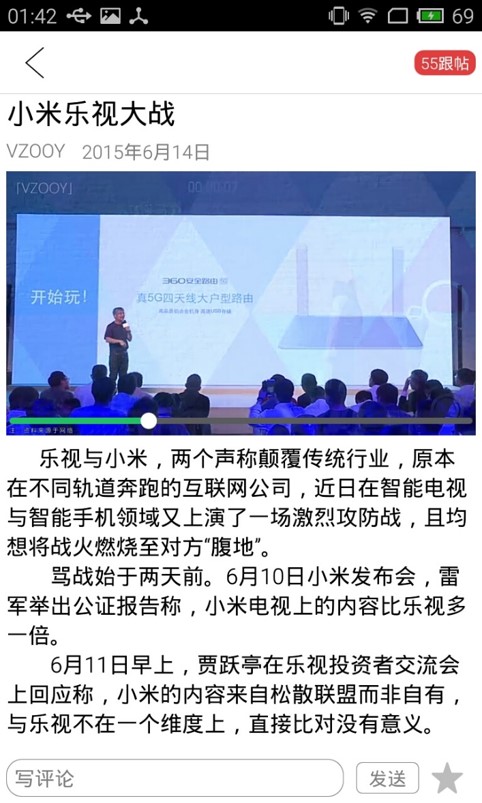 01:42
69
55跟帖
小米乐视大战
VZOOY 2015年6月14日
「VZOOY」
开始玩！
360安全路由 5G
真5G四天线大户型路由
注：资料来源于网络
乐视与小米，两个声称颠覆传统行业，原本
在不同轨道奔跑的互联网公司，近日在智能电视
与智能手机领域又上演了一场激烈攻防战，且均
想将战火燃烧至对方“腹地”。
骂战始于两天前。6月10日小米发布会，雷
军举出公证报告称，小米电视上的内容比乐视多
一倍。
6月11日早上，贾跃亭在乐视投资者交流会
上回应称，小米的内容来自松散联盟而非自有，
与乐视不在一个维度上，直接比对没有意义。
写评论
发送